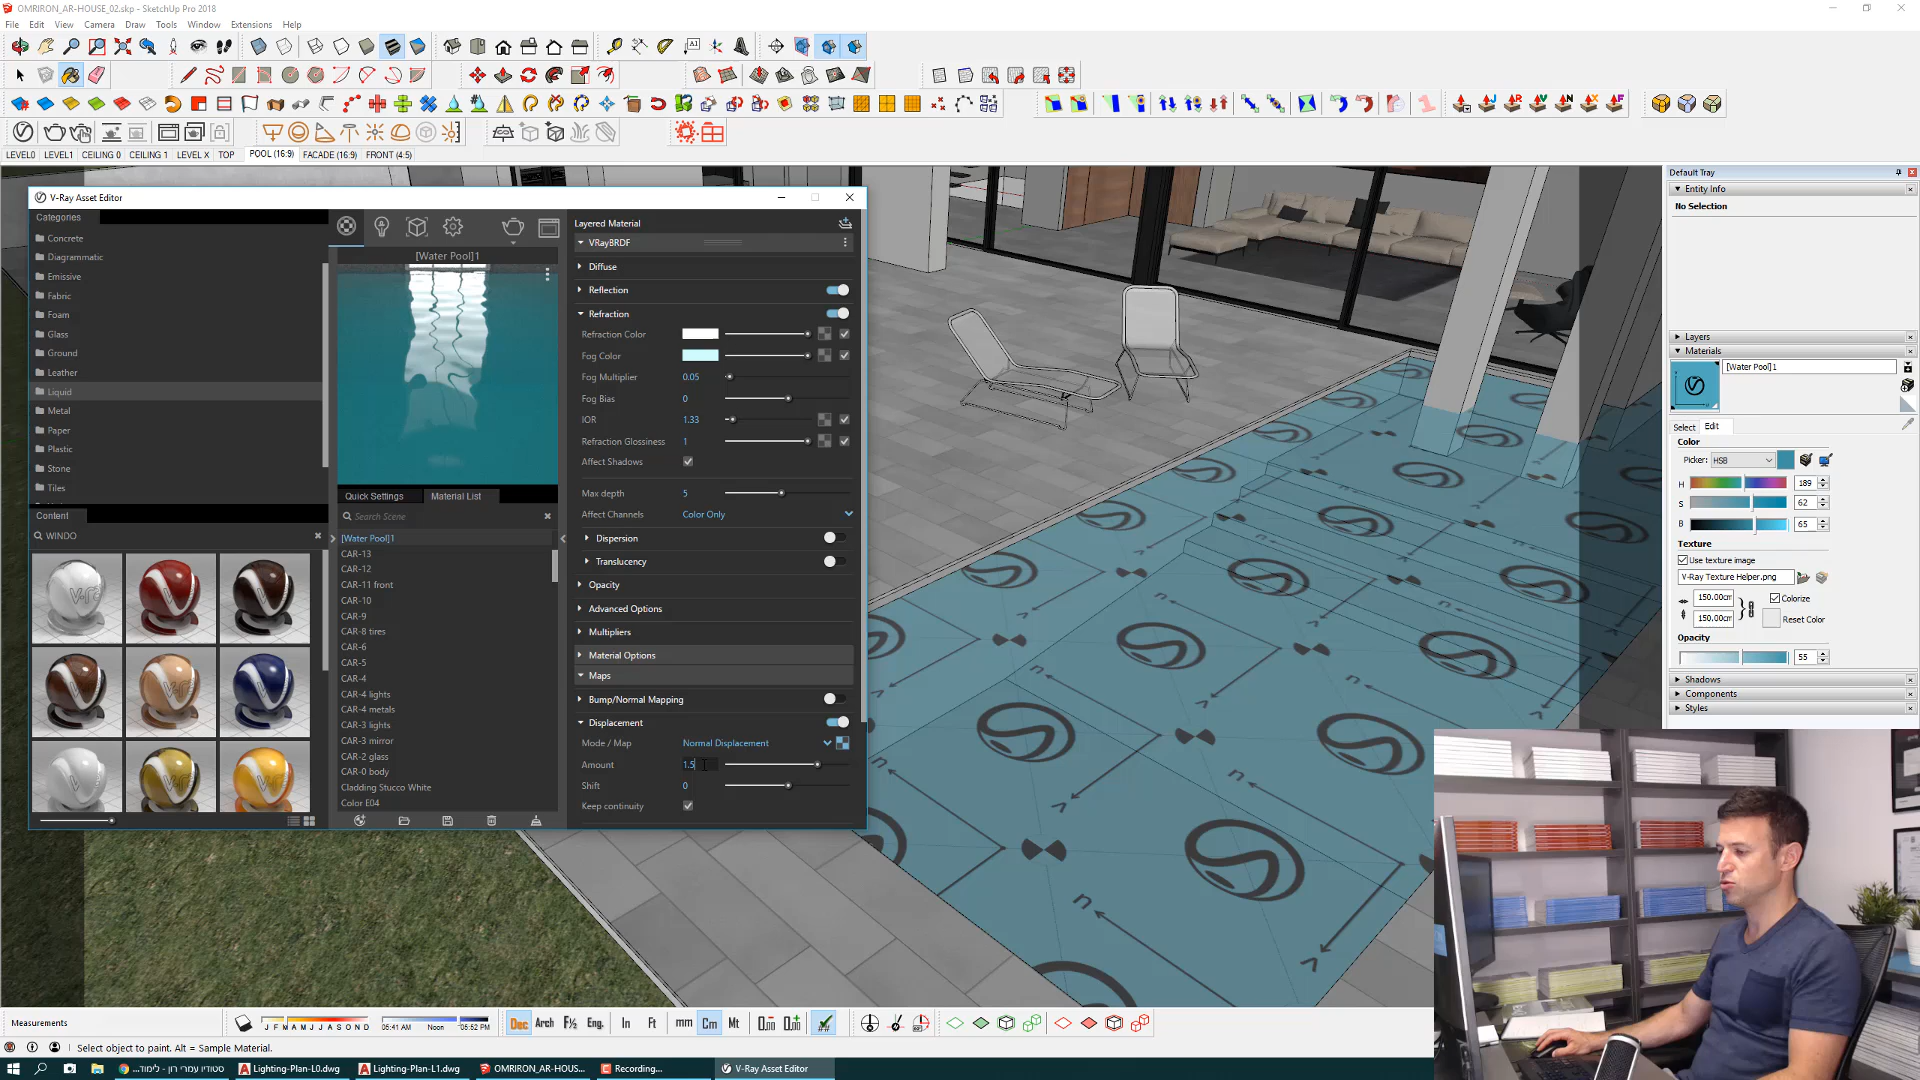 OMRIRON_AR-HOUSE_02.skp - SketchUp Pro 2018
File Edit View Camera Draw Tools Window Extensions Help
LEVEL0 LEVEL1 CEILING 0 CEILING 1 LEVEL X TOP POOL (16:9) FACADE (16:9) FRONT (4:5)
V-Ray Asset Editor
Categories
Concrete
Diagrammatic
Emissive
Fabric
Foam
Glass
Ground
Leather
Liquid
Metal
Paper
Plastic
Stone
Tiles
Content
WINDO
[Water Pool]1
Quick Settings Material List
Search Scene
[Water Pool]1
CAR-13
CAR-12
CAR-11 front
CAR-10
CAR-9
CAR-8 tires
CAR-6
CAR-5
CAR-4
CAR-4 lights
CAR-4 metals
CAR-3 lights
CAR-3 mirror
CAR-2 glass
CAR-0 body
Cladding Stucco White
Color E04
Layered Material
VRayBRDF
Diffuse
Reflection
Refraction
Refraction Color
Fog Color
Fog Multiplier 0.05
Fog Bias 0
IOR 1.33
Refraction Glossiness 1
Affect Shadows
Max depth 5
Affect Channels Color Only
Dispersion
Translucency
Opacity
Advanced Options
Multipliers
Material Options
Maps
Bump/Normal Mapping
Displacement
Mode / Map Normal Displacement
Amount 1.5
Shift 0
Keep continuity
Default Tray
Entity Info
No Selection
Layers
Materials
[Water Pool]1
Select Edit
Color
Picker: HSB
H 189
S 62
B 65
Texture
Use texture image
V-Ray Texture Helper.png
150.00cm Colorize
150.00cm Reset Color
Opacity
55
Shadows
Components
Styles
Measurements
J F M A M J J A S O N D
06:41 AM Noon 05:52 PM
Dec Arch F½ Eng. In Ft mm Cm Mt
Select object to paint. Alt = Sample Material.
סטודיו עמרי רון - לימוד... Lighting-Plan-L0.dwg Lighting-Plan-L1.dwg OMRIRON_AR-HOUS... Recording... V-Ray Asset Editor